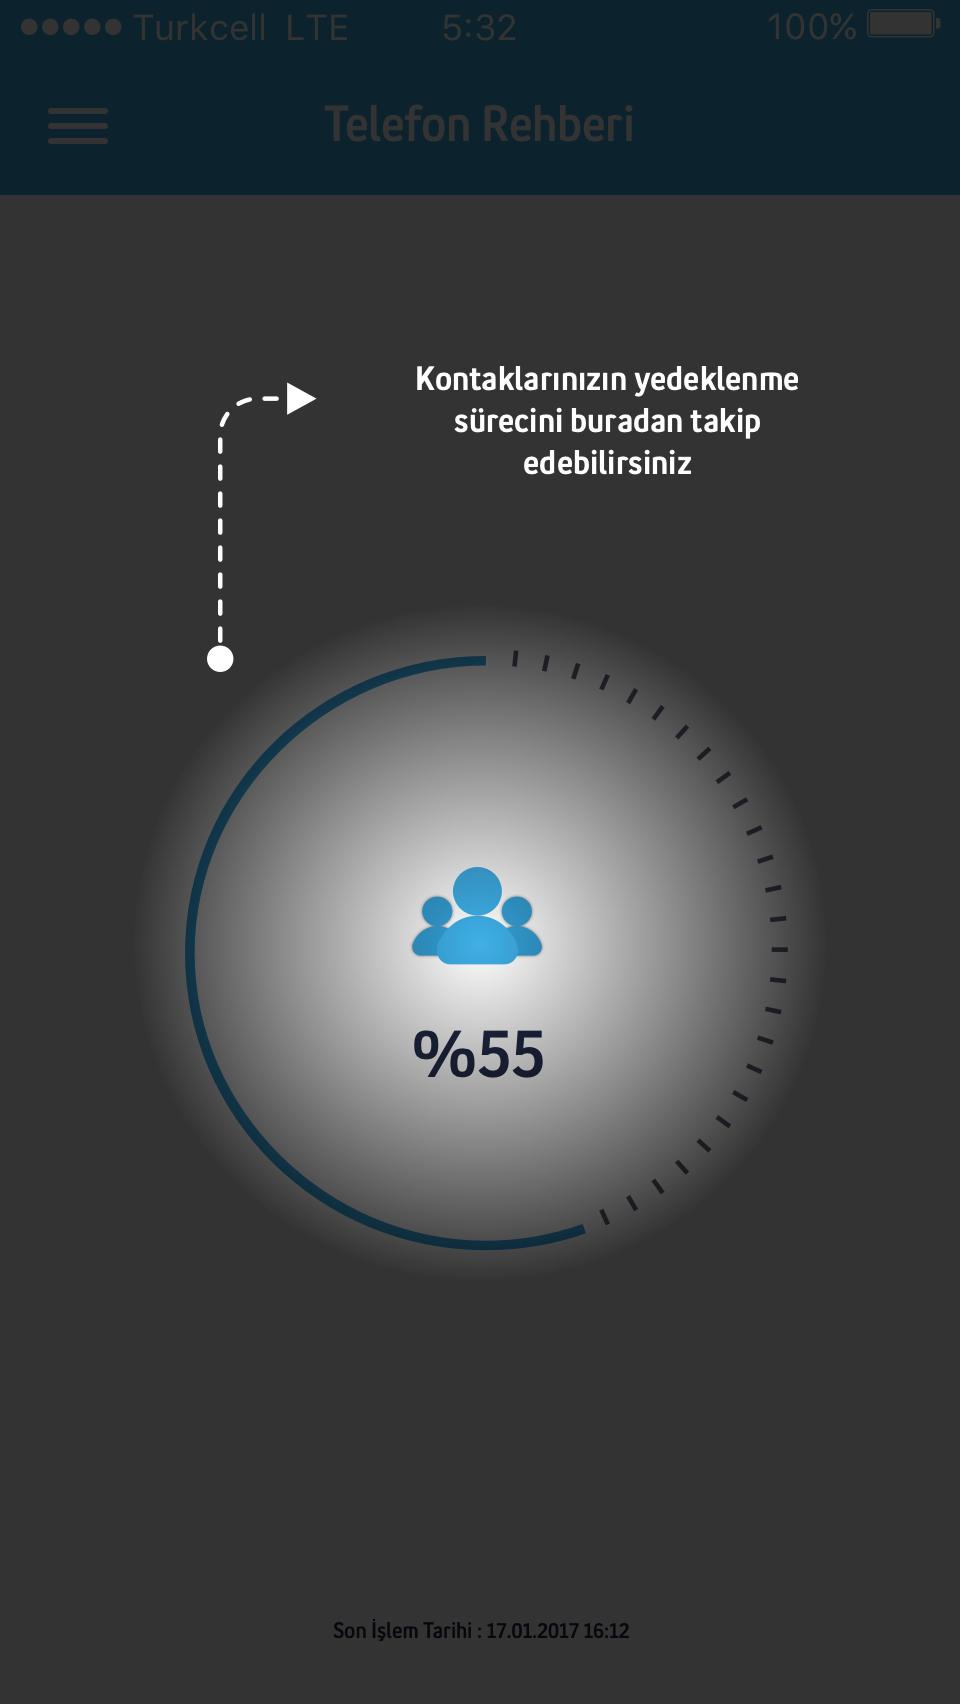 Turkcell LTE 5:32 100%
Telefon Rehberi
Kontaklarınızın yedeklenme
sürecini buradan takip
edebilirsiniz
%55
Son İşlem Tarihi : 17.01.2017 16:12